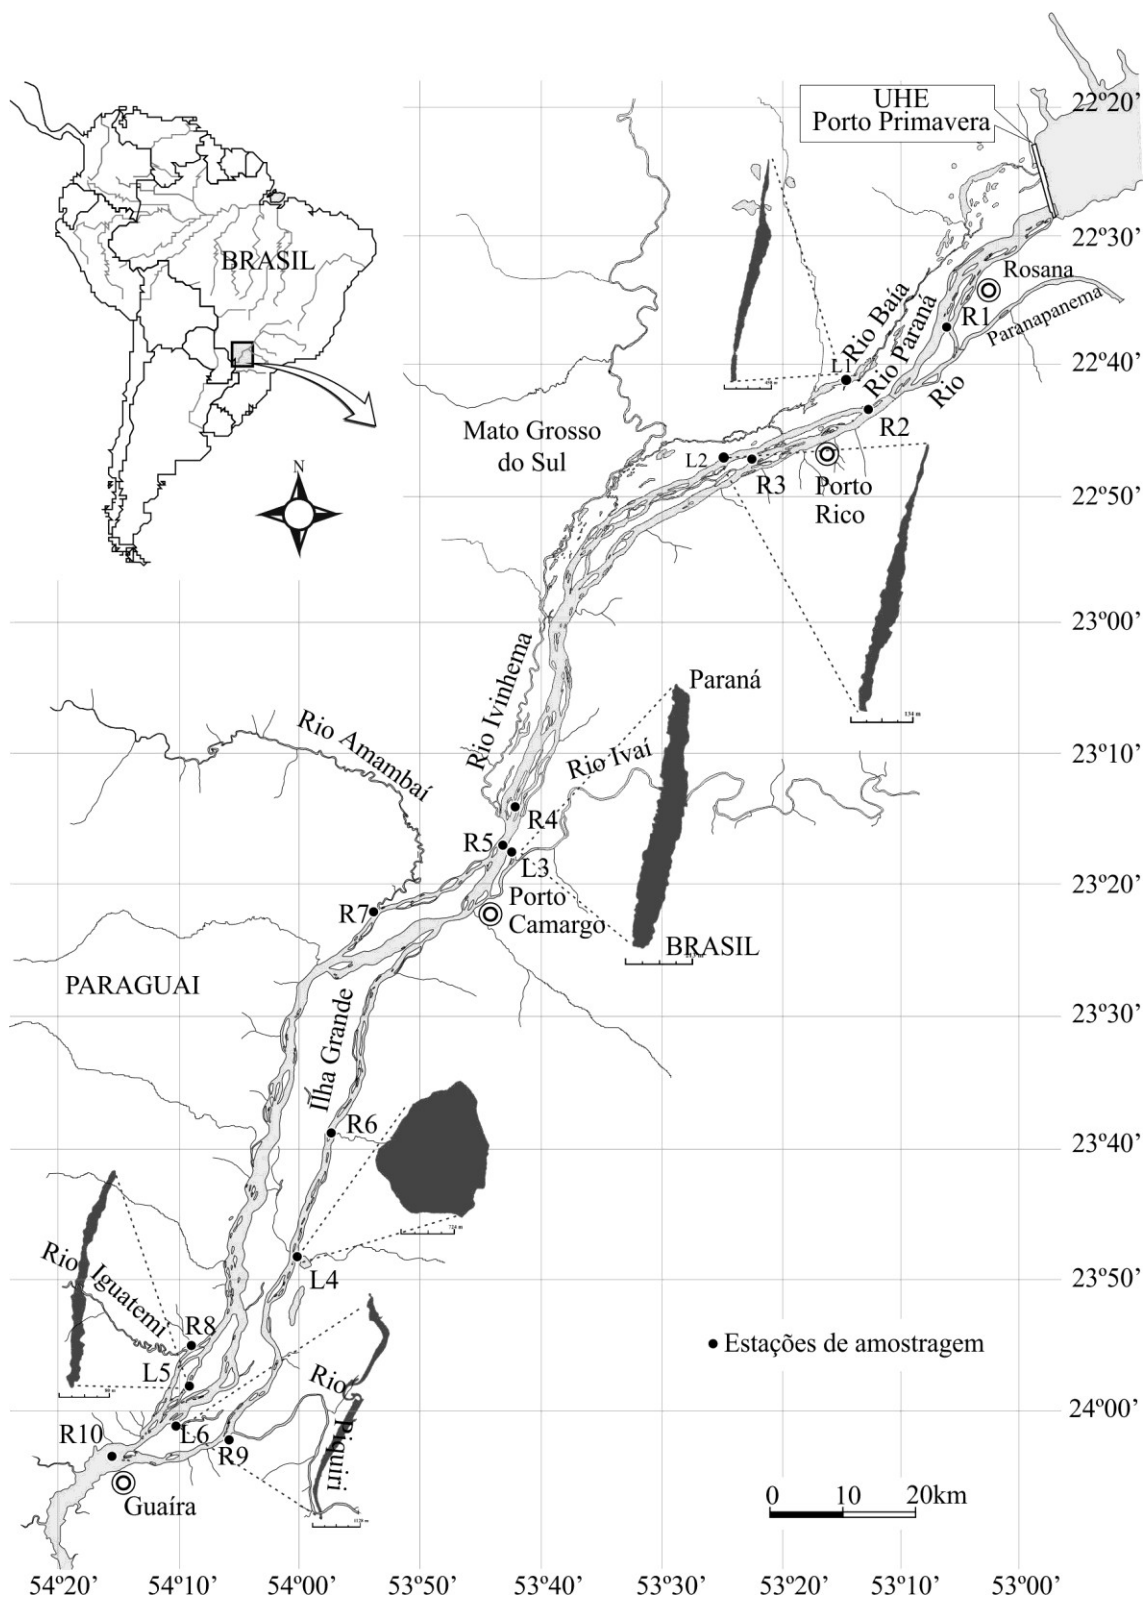 22º20'
UHE
Porto Primavera
BRASIL
22º30'
Rosana
R1
Paranapanema
Rio Baía
Rio Paraná
L1
22º40'
Rio
R2
Mato Grosso
do Sul
L2
R3
Porto
Rico
N
22º50'
23º00'
Rio Ivinhema
Paraná
134 m
Rio Amambaí
Rio Ivaí
23º10'
R4
R5
L3
23º20'
R7
Porto
Camargo
BRASIL
PARAGUAI
23º30'
Ilha Grande
R6
23º40'
Rio Iguatemi
L4
23º50'
R8
Estações de amostragem
L5
Rio
Piquiri
24º00'
R10
L6
R9
Guaíra
0 10 20km
54º20' 54º10' 54º00' 53º50' 53º40' 53º30' 53º20' 53º10' 53º00'